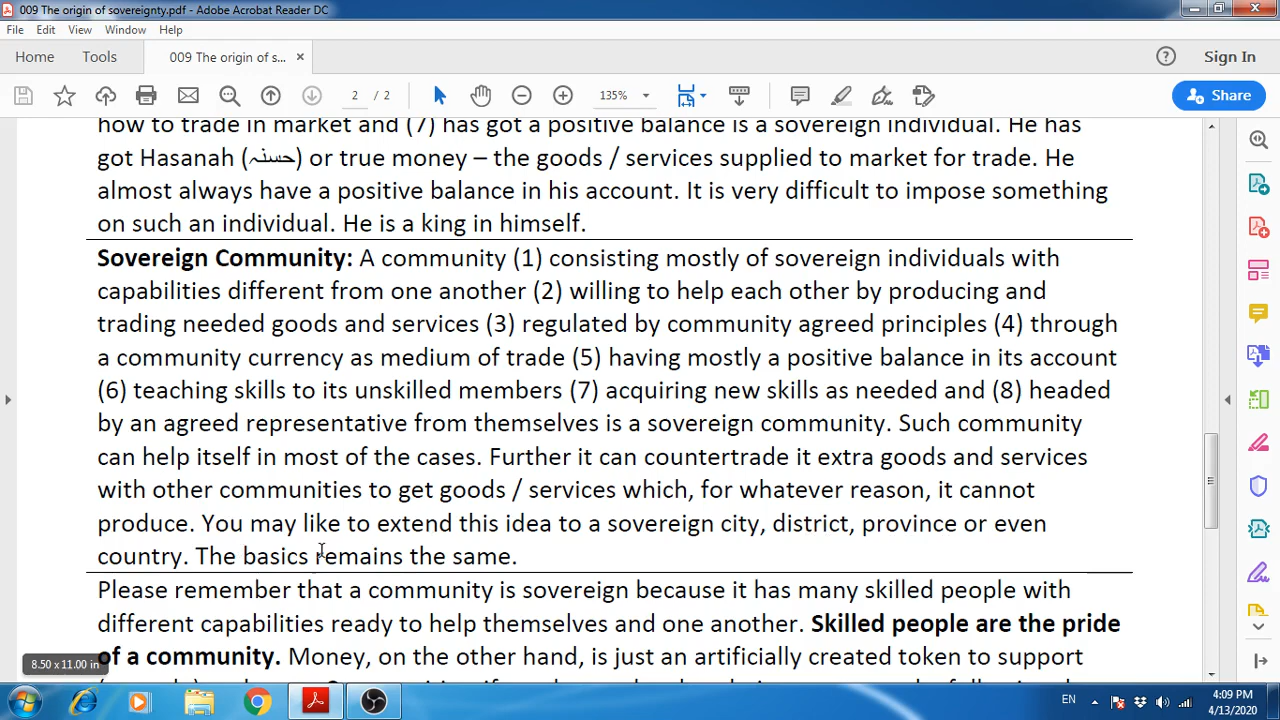 009 The origin of sovereignty.pdf - Adobe Acrobat Reader DC
File Edit View Window Help
Home Tools 009 The origin of s... ×
2 / 2 135% Share
Sign In
how to trade in market and (7) has got a positive balance is a sovereign individual. He has
got Hasanah (حسنہ) or true money – the goods / services supplied to market for trade. He
almost always have a positive balance in his account. It is very difficult to impose something
on such an individual. He is a king in himself.
Sovereign Community: A community (1) consisting mostly of sovereign individuals with
capabilities different from one another (2) willing to help each other by producing and
trading needed goods and services (3) regulated by community agreed principles (4) through
a community currency as medium of trade (5) having mostly a positive balance in its account
(6) teaching skills to its unskilled members (7) acquiring new skills as needed and (8) headed
by an agreed representative from themselves is a sovereign community. Such community
can help itself in most of the cases. Further it can countertrade it extra goods and services
with other communities to get goods / services which, for whatever reason, it cannot
produce. You may like to extend this idea to a sovereign city, district, province or even
country. The basics remains the same.
Please remember that a community is sovereign because it has many skilled people with
different capabilities ready to help themselves and one another. Skilled people are the pride
of a community. Money, on the other hand, is just an artificially created token to support
8.50 x 11.00 in
EN
4:09 PM
4/13/2020